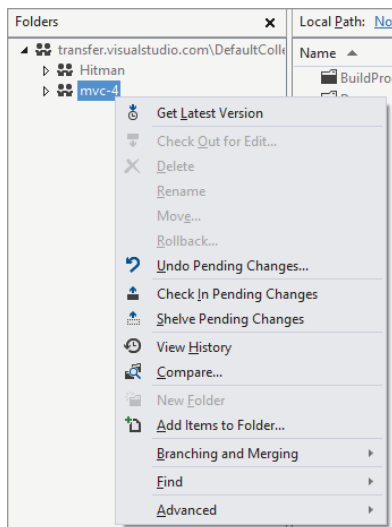 Folders
Local Path: No
transfer.visualstudio.com\DefaultColle
Name
Hitman
BuildPro
mvc-4
Get Latest Version
Check Out for Edit...
Delete
Rename
Move...
Rollback...
Undo Pending Changes...
Check In Pending Changes
Shelve Pending Changes
View History
Compare...
New Folder
Add Items to Folder...
Branching and Merging
Find
Advanced